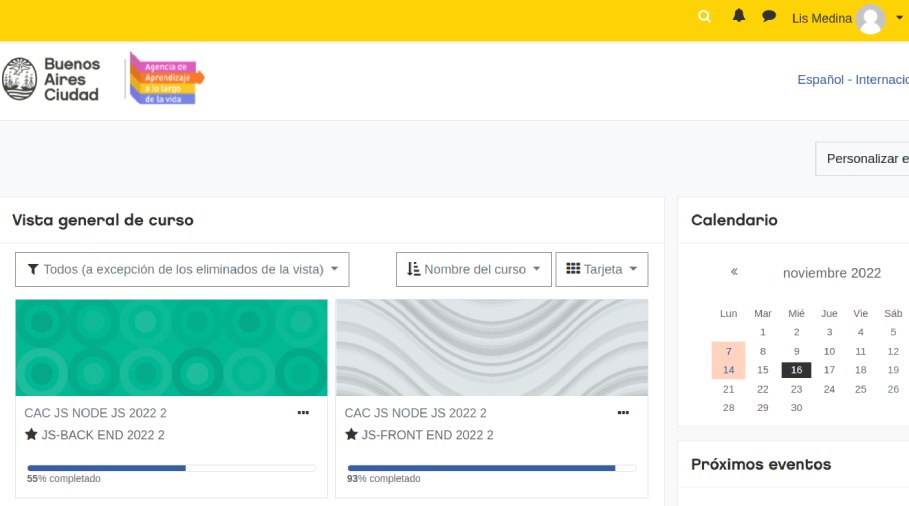 Lis Medina
Buenos
Aires
Ciudad
Agencia de
Aprendizaje
a lo largo
de la vida
Español - Internacio
Personalizar e
Vista general de curso
Todos (a excepción de los eliminados de la vista)
Nombre del curso
Tarjeta
CAC JS NODE JS 2022 2
JS-BACK END 2022 2
55% completado
CAC JS NODE JS 2022 2
JS-FRONT END 2022 2
93% completado
Calendario
« noviembre 2022
Lun Mar Mié Jue Vie Sáb
1 2 3 4 5
7 8 9 10 11 12
14 15 16 17 18 19
21 22 23 24 25 26
28 29 30
Próximos eventos